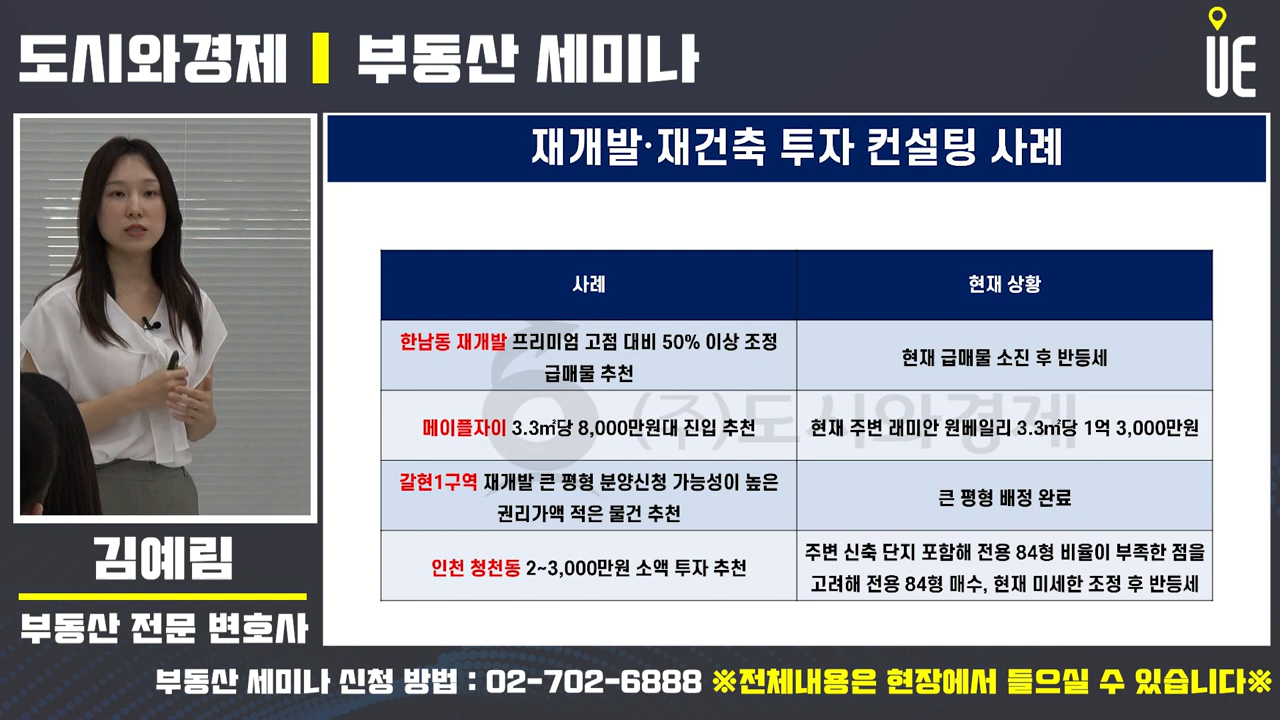 도시와경제 | 부동산 세미나
UE
재개발·재건축 투자 컨설팅 사례
사례
현재 상황
한남동 재개발 프리미엄 고점 대비 50% 이상 조정
급매물 추천
현재 급매물 소진 후 반등세
메이플자이 3.3㎡당 8,000만원대 진입 추천
현재 주변 래미안 원베일리 3.3㎡당 1억 3,000만원
갈현1구역 재개발 큰 평형 분양신청 가능성이 높은
권리가액 적은 물건 추천
큰 평형 배정 완료
인천 청천동 2~3,000만원 소액 투자 추천
주변 신축 단지 포함해 전용 84형 비율이 부족한 점을
고려해 전용 84형 매수, 현재 미세한 조정 후 반등세
(주)도시와경제
김예림
부동산 전문 변호사
부동산 세미나 신청 방법 : 02-702-6888 ※전체내용은 현장에서 들으실 수 있습니다※